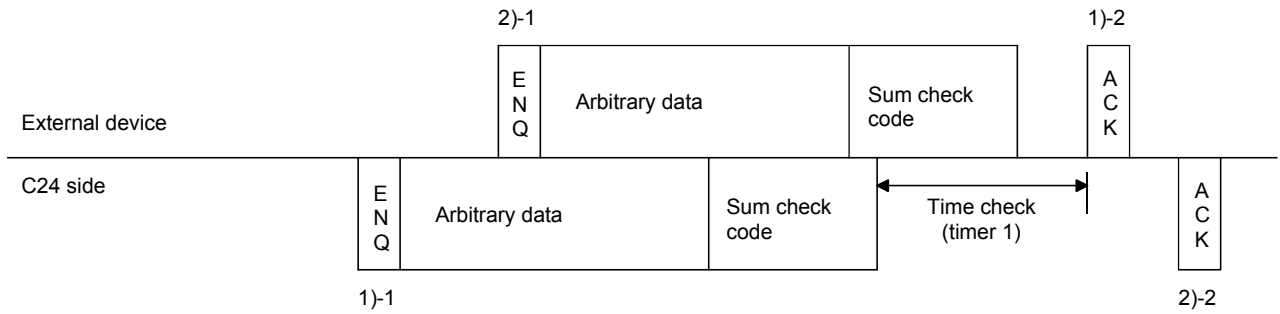 2)-1
1)-2
E
N
Q
Arbitrary data
Sum check
code
A
C
K
External device
C24 side
E
N
Q
Arbitrary data
Sum check
code
Time check
(timer 1)
A
C
K
1)-1
2)-2